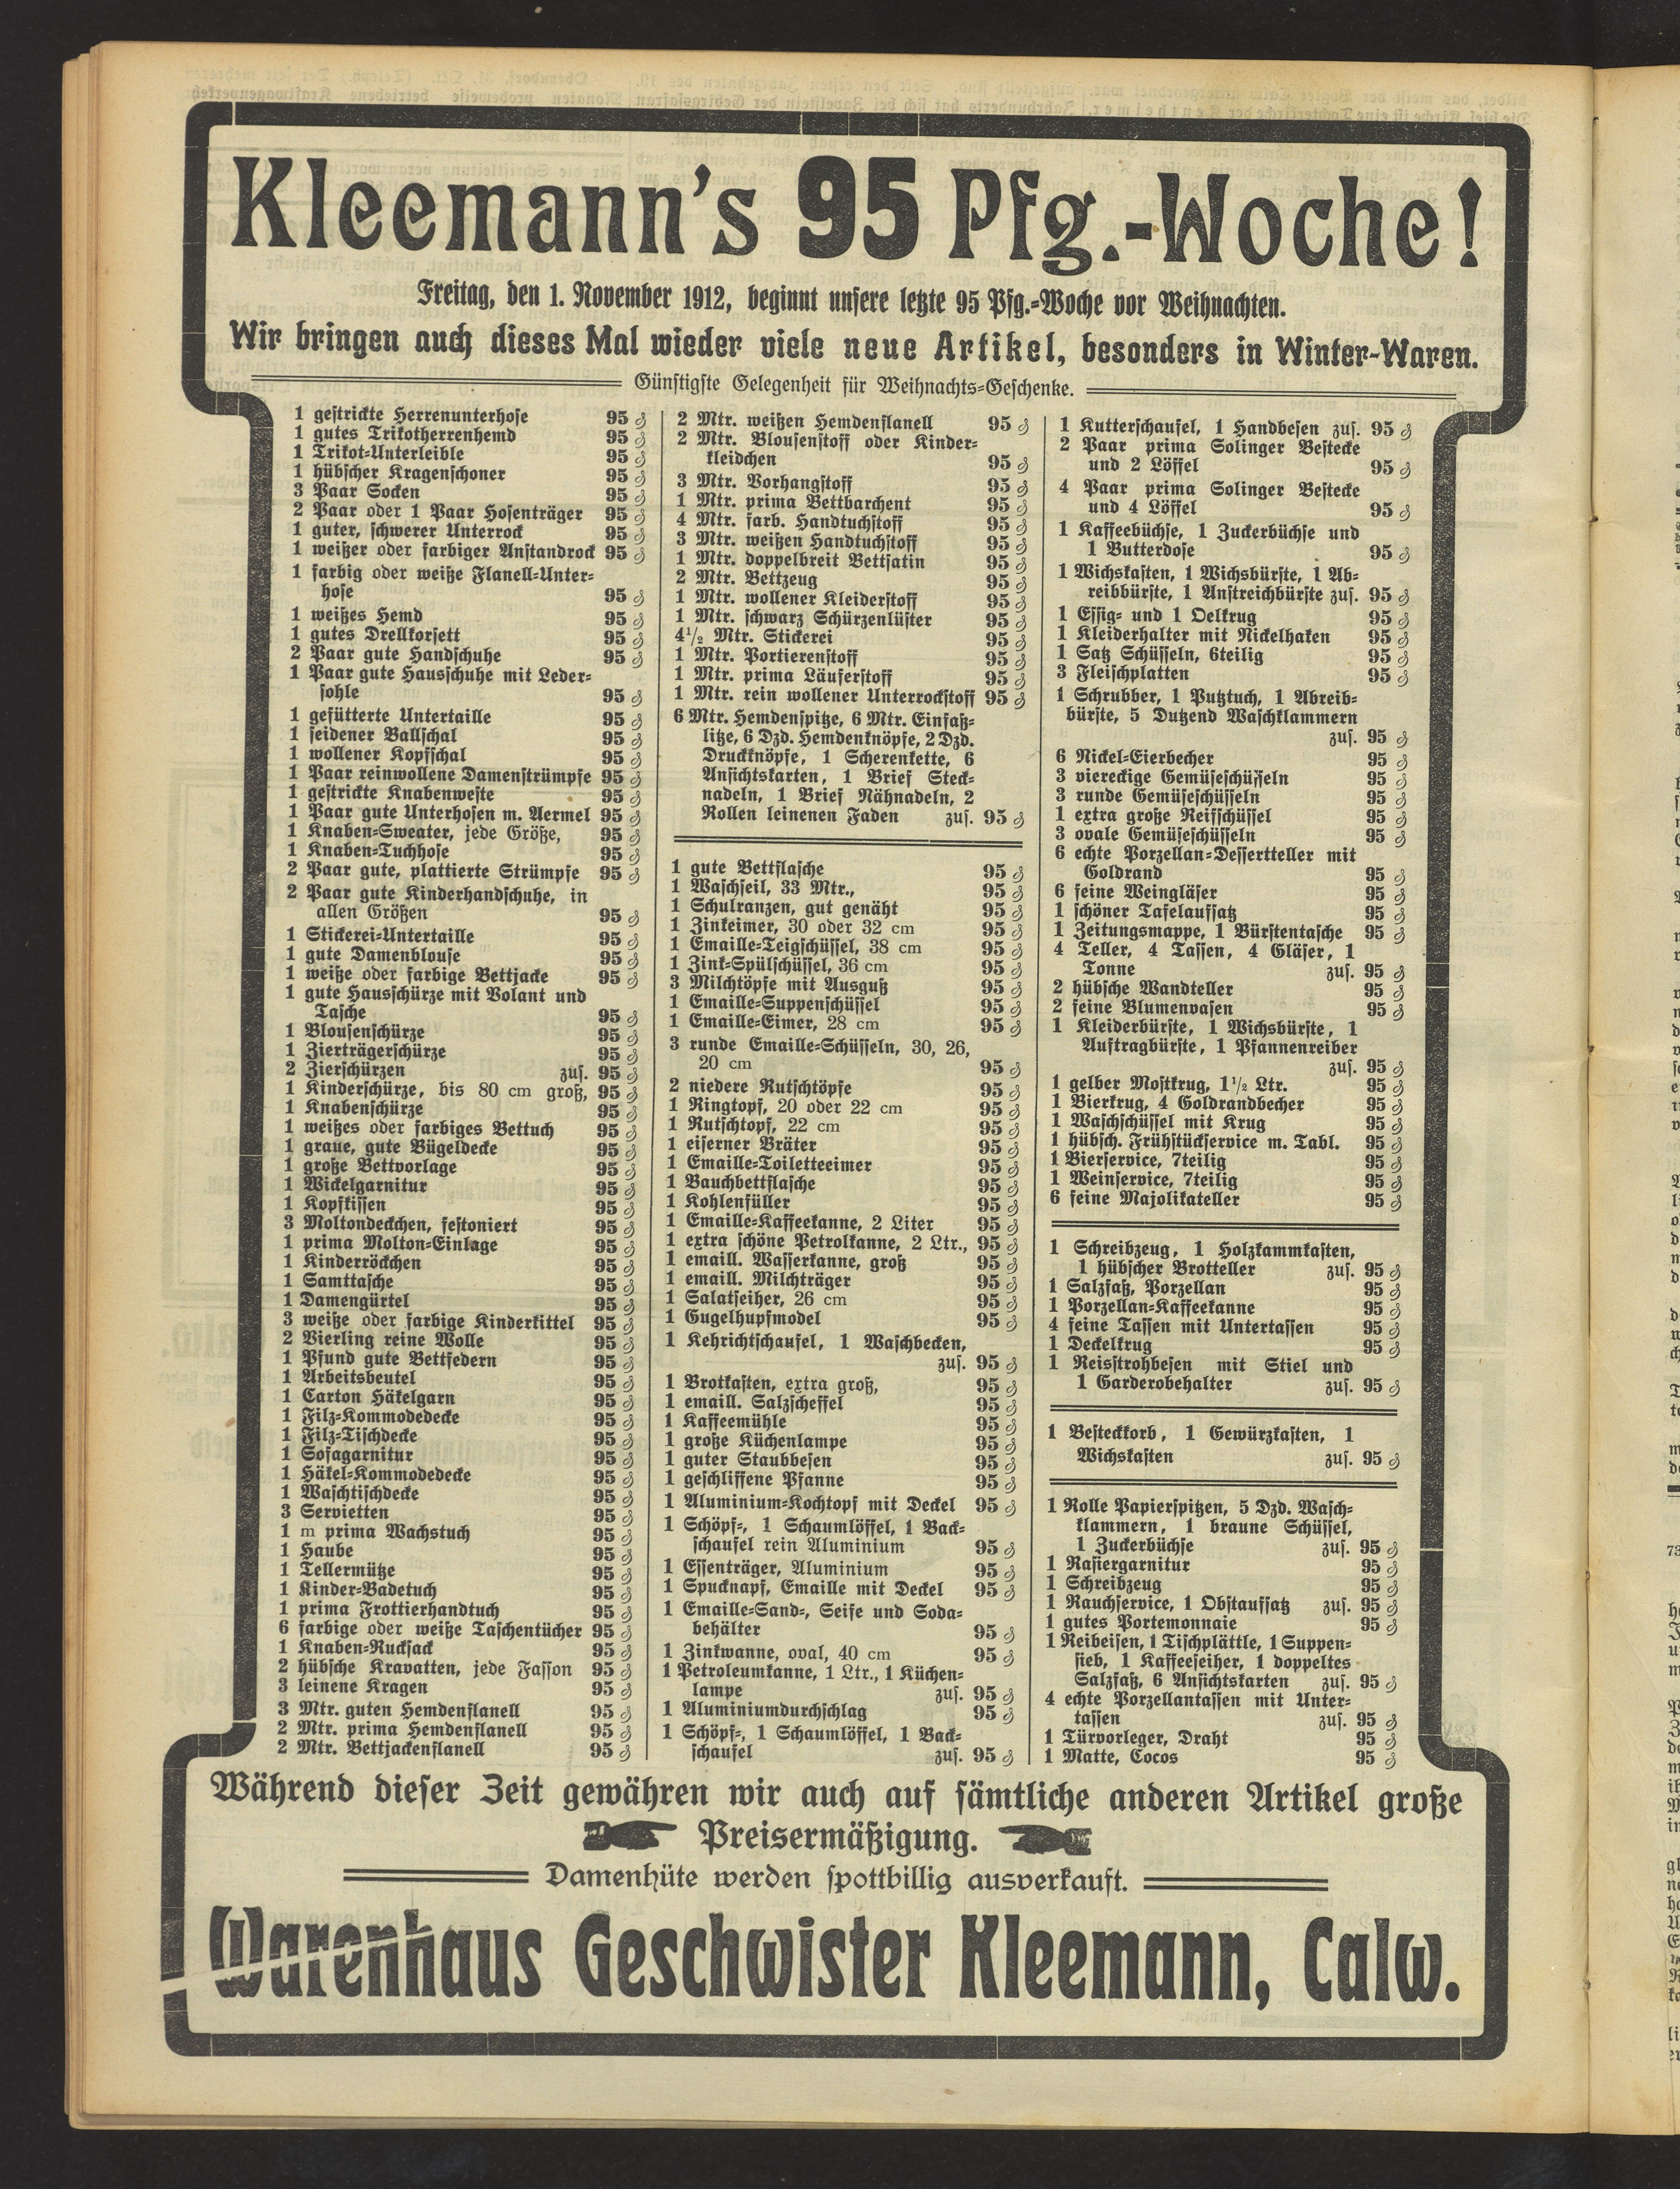 Kleemann's 95 Pfg.-Woche!
Freitag, den 1. November 1912, beginnt unsere letzte 95 Pfg.=Woche vor Weihnachten.
Wir bringen auch dieses Mal wieder viele neue Artikel, besonders in Winter-Waren.
Günstigste Gelegenheit für Weihnachts=Geschenke.
1 gestrickte Herrenunterhose 95 ₰
1 gutes Trikotherrenhemd 95 ₰
1 Trikot=Unterleible 95 ₰
1 hübscher Kragenschoner 95 ₰
3 Paar Socken 95 ₰
2 Paar oder 1 Paar Hosenträger 95 ₰
1 guter, schwerer Unterrock 95 ₰
1 weißer oder farbiger Anstandrock 95 ₰
1 farbig oder weiße Flanell=Unter=
hose 95 ₰
1 weißes Hemd 95 ₰
1 gutes Drellkorsett 95 ₰
2 Paar gute Handschuhe 95 ₰
1 Paar gute Hausschuhe mit Leder=
sohle 95 ₰
1 gefütterte Untertaille 95 ₰
1 seidener Ballschal 95 ₰
1 wollener Kopfschal 95 ₰
1 Paar reinwollene Damenstrümpfe 95 ₰
1 gestrickte Knabenweste 95 ₰
1 Paar gute Unterhosen m. Aermel 95 ₰
1 Knaben=Sweater, jede Größe, 95 ₰
1 Knaben=Tuchhose 95 ₰
2 Paar gute, plattierte Strümpfe 95 ₰
2 Paar gute Kinderhandschuhe, in
allen Größen 95 ₰
1 Stickerei=Untertaille 95 ₰
1 gute Damenblouse 95 ₰
1 weiße oder farbige Bettjacke 95 ₰
1 gute Hausschürze mit Volant und
Tasche 95 ₰
1 Blousenschürze 95 ₰
1 Zierträgerschürze 95 ₰
2 Zierschürzen zus. 95 ₰
1 Kinderschürze, bis 80 cm groß, 95 ₰
1 Knabenschürze 95 ₰
1 weißes oder farbiges Bettuch 95 ₰
1 graue, gute Bügeldecke 95 ₰
1 große Bettvorlage 95 ₰
1 Wickelgarnitur 95 ₰
1 Kopfkissen 95 ₰
3 Moltondeckchen, festoniert 95 ₰
1 prima Molton=Einlage 95 ₰
1 Kinderröckchen 95 ₰
1 Samttasche 95 ₰
1 Damengürtel 95 ₰
3 weiße oder farbige Kinderkittel 95 ₰
2 Vierling reine Wolle 95 ₰
1 Pfund gute Bettfedern 95 ₰
1 Arbeitsbeutel 95 ₰
1 Carton Häkelgarn 95 ₰
1 Filz=Kommodedecke 95 ₰
1 Filz=Tischdecke 95 ₰
1 Sofagarnitur 95 ₰
1 Häkel=Kommodedecke 95 ₰
1 Waschtischdecke 95 ₰
3 Servietten 95 ₰
1 m prima Wachstuch 95 ₰
1 Haube 95 ₰
1 Tellermütze 95 ₰
1 Kinder=Badetuch 95 ₰
1 prima Frottierhandtuch 95 ₰
6 farbige oder weiße Taschentücher 95 ₰
1 Knaben=Rucksack 95 ₰
2 hübsche Kravatten, jede Fasson 95 ₰
3 leinene Kragen 95 ₰
3 Mtr. guten Hemdenflanell 95 ₰
2 Mtr. prima Hemdenflanell 95 ₰
2 Mtr. Bettjackenflanell 95 ₰
2 Mtr. weißen Hemdenflanell 95 ₰
2 Mtr. Blousenstoff oder Kinder=
kleidchen 95 ₰
3 Mtr. Vorhangstoff 95 ₰
1 Mtr. prima Bettbarchent 95 ₰
4 Mtr. farb. Handtuchstoff 95 ₰
3 Mtr. weißen Handtuchstoff 95 ₰
1 Mtr. doppelbreit Bettsatin 95 ₰
2 Mtr. Bettzeug 95 ₰
1 Mtr. wollener Kleiderstoff 95 ₰
1 Mtr. schwarz Schürzenlüster 95 ₰
4½ Mtr. Stickerei 95 ₰
1 Mtr. Portierenstoff 95 ₰
1 Mtr. prima Läuferstoff 95 ₰
1 Mtr. rein wollener Unterrockstoff 95 ₰
6 Mtr. Hemdenspitze, 6 Mtr. Einfaß=
litze, 6 Dzd. Hemdenknöpfe, 2 Dzd.
Druckknöpfe, 1 Scherenkette, 6
Ansichtskarten, 1 Brief Steck=
nadeln, 1 Brief Nähnadeln, 2
Rollen leinenen Faden zus. 95 ₰
1 gute Bettflasche 95 ₰
1 Waschseil, 33 Mtr., 95 ₰
1 Schulranzen, gut genäht 95 ₰
1 Zinkeimer, 30 oder 32 cm 95 ₰
1 Emaille=Teigschüssel, 38 cm 95 ₰
1 Zink=Spülschüssel, 36 cm 95 ₰
3 Milchtöpfe mit Ausguß 95 ₰
1 Emaille=Suppenschüssel 95 ₰
1 Emaille=Eimer, 28 cm 95 ₰
3 runde Emaille=Schüsseln, 30, 26,
20 cm 95 ₰
2 niedere Rutschtöpfe 95 ₰
1 Ringtopf, 20 oder 22 cm 95 ₰
1 Rutschtopf, 22 cm 95 ₰
1 eiserner Bräter 95 ₰
1 Emaille=Toiletteeimer 95 ₰
1 Bauchbettflasche 95 ₰
1 Kohlenfüller 95 ₰
1 Emaille=Kaffeekanne, 2 Liter 95 ₰
1 extra schöne Petrolkanne, 2 Ltr., 95 ₰
1 emaill. Wasserkanne, groß 95 ₰
1 emaill. Milchträger 95 ₰
1 Salatseiher, 26 cm 95 ₰
1 Gugelhupfmodel 95 ₰
1 Kehrichtschaufel, 1 Waschbecken,
zus. 95 ₰
1 Brotkasten, extra groß, 95 ₰
1 emaill. Salzscheffel 95 ₰
1 Kaffeemühle 95 ₰
1 große Küchenlampe 95 ₰
1 guter Staubbesen 95 ₰
1 geschliffene Pfanne 95 ₰
1 Aluminium=Kochtopf mit Deckel 95 ₰
1 Schöpf=, 1 Schaumlöffel, 1 Back=
schaufel rein Aluminium 95 ₰
1 Essenträger, Aluminium 95 ₰
1 Spucknapf, Emaille mit Deckel 95 ₰
1 Emaille=Sand=, Seife und Soda=
behälter 95 ₰
1 Zinkwanne, oval, 40 cm 95 ₰
1 Petroleumkanne, 1 Ltr., 1 Küchen=
lampe zus. 95 ₰
1 Aluminiumdurchschlag 95 ₰
1 Schöpf=, 1 Schaumlöffel, 1 Back=
schaufel zus. 95 ₰
1 Kutterschaufel, 1 Handbesen zus. 95 ₰
2 Paar prima Solinger Bestecke
und 2 Löffel 95 ₰
4 Paar prima Solinger Bestecke
und 4 Löffel 95 ₰
1 Kaffeebüchse, 1 Zuckerbüchse und
1 Butterdose 95 ₰
1 Wichskasten, 1 Wichsbürste, 1 Ab=
reibbürste, 1 Anstreichbürste zus. 95 ₰
1 Essig= und 1 Oelkrug 95 ₰
1 Kleiderhalter mit Nickelhaken 95 ₰
1 Satz Schüsseln, 6teilig 95 ₰
3 Fleischplatten 95 ₰
1 Schrubber, 1 Putztuch, 1 Abreib=
bürste, 5 Dutzend Waschklammern
zus. 95 ₰
6 Nickel=Eierbecher 95 ₰
3 viereckige Gemüseschüsseln 95 ₰
3 runde Gemüseschüsseln 95 ₰
1 extra große Reifschüssel 95 ₰
3 ovale Gemüseschüsseln 95 ₰
6 echte Porzellan=Dessertteller mit
Goldrand 95 ₰
6 feine Weingläser 95 ₰
1 schöner Tafelaufsatz 95 ₰
1 Zeitungsmappe, 1 Bürstentasche 95 ₰
4 Teller, 4 Tassen, 4 Gläser, 1
Tonne zus. 95 ₰
2 hübsche Wandteller 95 ₰
2 feine Blumenvasen 95 ₰
1 Kleiderbürste, 1 Wichsbürste, 1
Auftragbürste, 1 Pfannenreiber
zus. 95 ₰
1 gelber Mostkrug, 1½ Ltr. 95 ₰
1 Bierkrug, 4 Goldrandbecher 95 ₰
1 Waschschüssel mit Krug 95 ₰
1 hübsch. Frühstückservice m. Tabl. 95 ₰
1 Bierservice, 7teilig 95 ₰
1 Weinservice, 7teilig 95 ₰
6 feine Majolikateller 95 ₰
1 Schreibzeug, 1 Holzkammkasten,
1 hübscher Brotteller zus. 95 ₰
1 Salzfaß, Porzellan 95 ₰
1 Porzellan=Kaffeekanne 95 ₰
4 feine Tassen mit Untertassen 95 ₰
1 Deckelkrug 95 ₰
1 Reisstrohbesen mit Stiel und
1 Garderobehalter zus. 95 ₰
1 Besteckkorb, 1 Gewürzkasten, 1
Wichskasten zus. 95 ₰
1 Rolle Papierspitzen, 5 Dzd. Wasch=
klammern, 1 braune Schüssel,
1 Zuckerbüchse zus. 95 ₰
1 Rasiergarnitur 95 ₰
1 Schreibzeug 95 ₰
1 Rauchservice, 1 Obstaufsatz zus. 95 ₰
1 gutes Portemonnaie 95 ₰
1 Reibeisen, 1 Tischplättle, 1 Suppen=
sieb, 1 Kaffeeseiher, 1 doppeltes
Salzfaß, 6 Ansichtskarten zus. 95 ₰
4 echte Porzellantassen mit Unter=
tassen zus. 95 ₰
1 Türvorleger, Draht 95 ₰
1 Matte, Cocos 95 ₰
Während dieser Zeit gewähren wir auch auf sämtliche anderen Artikel große
Preisermäßigung.
Damenhüte werden spottbillig ausverkauft.
Warenhaus Geschwister Kleemann, Calw.